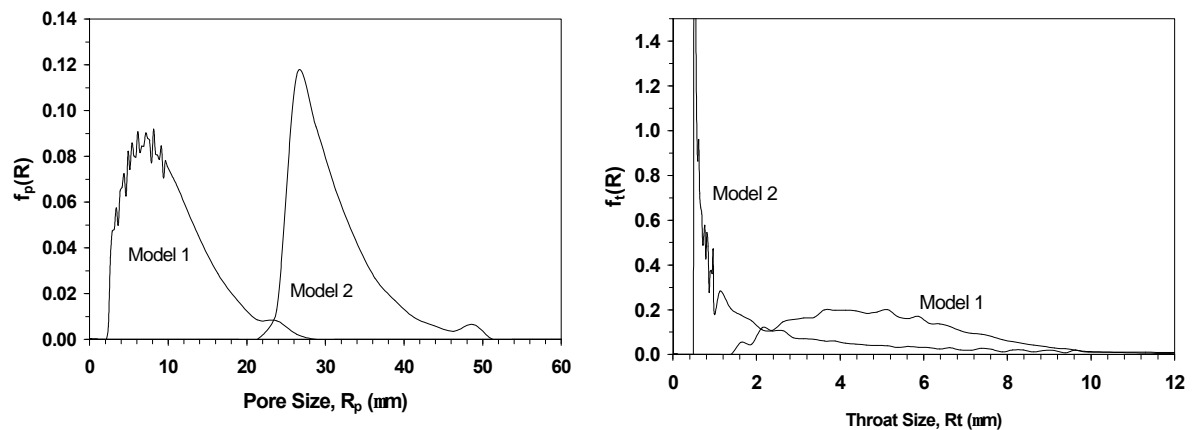 0.14
0.12
0.10
0.08
0.06
0.04
0.02
0.00
f_p(R)
Model 1
Model 2
0 10 20 30 40 50 60
Pore Size, R_p (mm)
1.4
1.2
1.0
0.8
0.6
0.4
0.2
0.0
f_t(R)
Model 2
Model 1
0 2 4 6 8 10 12
Throat Size, Rt (mm)